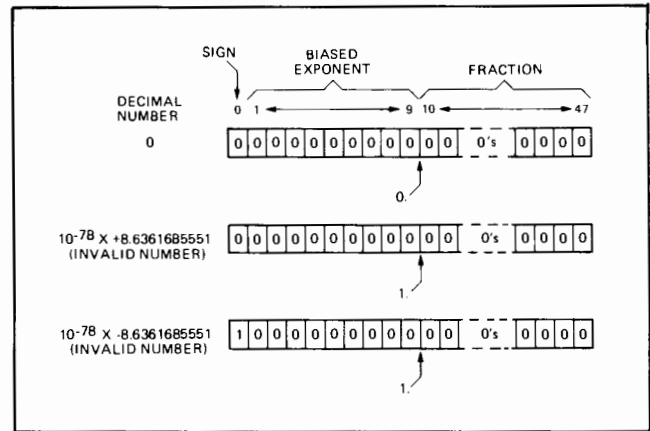 SIGN
BIASED
EXPONENT
FRACTION
DECIMAL
NUMBER
0 1 9 10 47
0
0 0 0 0 0 0 0 0 0 0 0 0 0's 0 0 0 0
0.
10-78 X +8.6361685551
(INVALID NUMBER)
0 0 0 0 0 0 0 0 0 0 0 0 0's 0 0 0 0
1.
10-78 X -8.6361685551
(INVALID NUMBER)
1 0 0 0 0 0 0 0 0 0 0 0 0's 0 0 0 0
1.